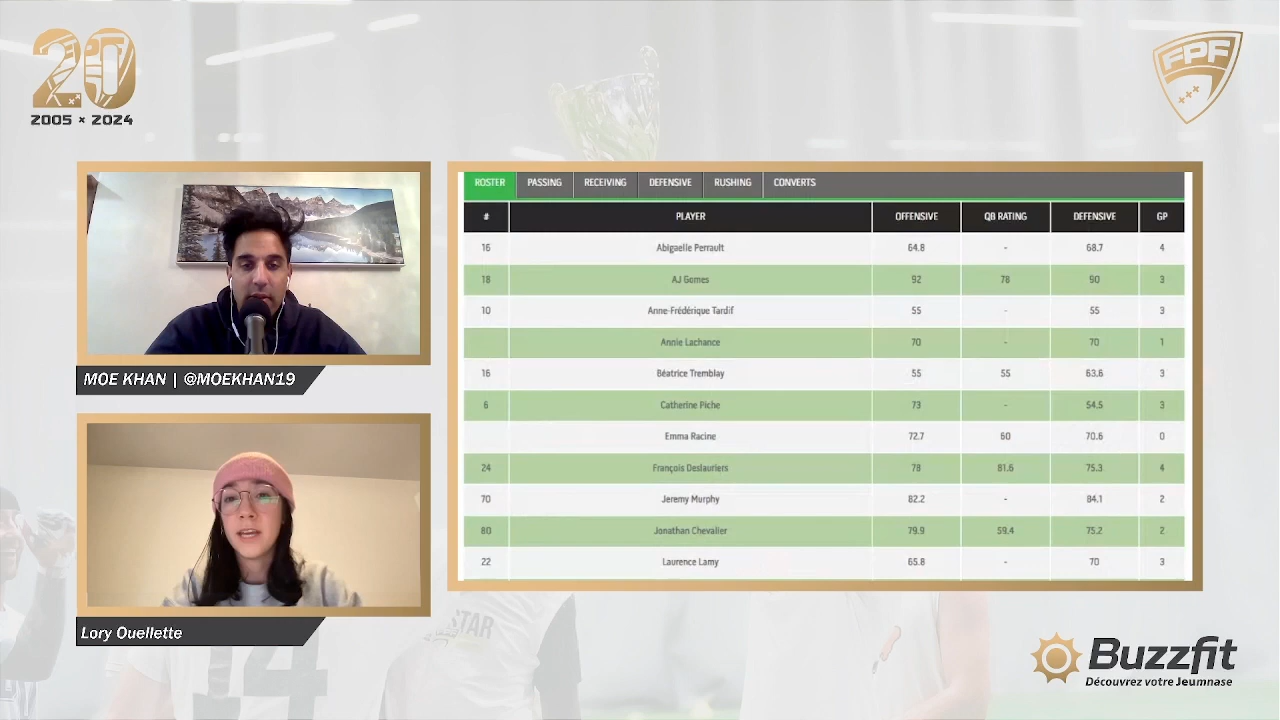 20
2005 × 2024
FPF
MOE KHAN | @MOEKHAN19
Lory Ouellette
ROSTER PASSING RECEIVING DEFENSIVE RUSHING CONVERTS
# PLAYER OFFENSIVE QB RATING DEFENSIVE GP
16 Abigaelle Perrault 64.8 - 68.7 4
18 AJ Gomes 92 78 90 3
10 Anne-Frédérique Tardif 55 - 55 3
Annie Lachance 70 - 70 1
16 Béatrice Tremblay 55 55 63.6 3
6 Catherine Piche 73 - 54.5 3
Emma Racine 72.7 60 70.6 0
24 François Deslauriers 78 81.6 75.3 4
70 Jeremy Murphy 82.2 - 84.1 2
80 Jonathan Chevalier 79.9 59.4 75.2 2
22 Laurence Lamy 65.8 - 70 3
STAR
14
Buzzfit
Découvrez votre Jeumnase